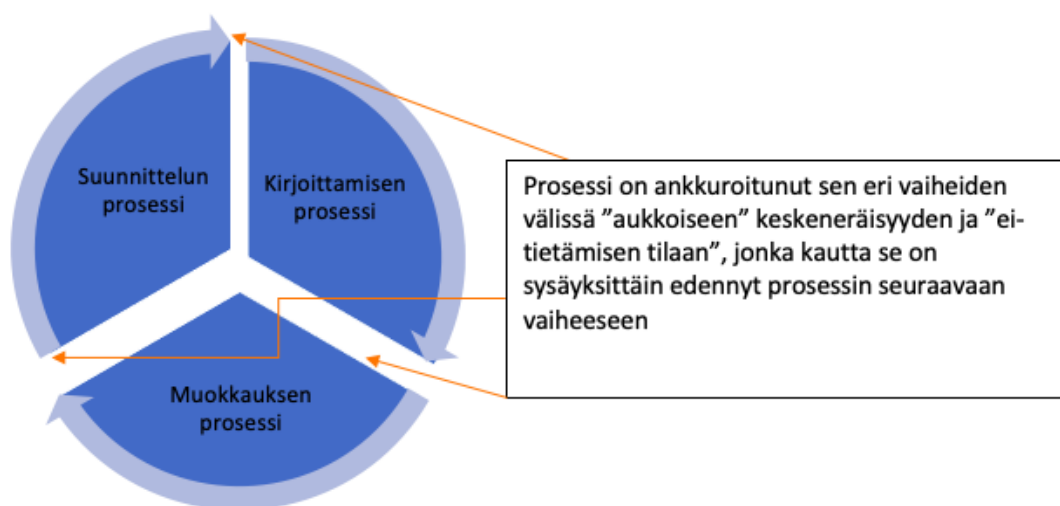 Suunnittelun
prosessi
Kirjoittamisen
prosessi
Muokkauksen
prosessi
Prosessi on ankkuroitunut sen eri vaiheiden
välissä ”aukkoiseen” keskeneräisyyden ja ”ei-
tietämisen tilaan”, jonka kautta se on
sysäyksittäin edennyt prosessin seuraavaan
vaiheeseen